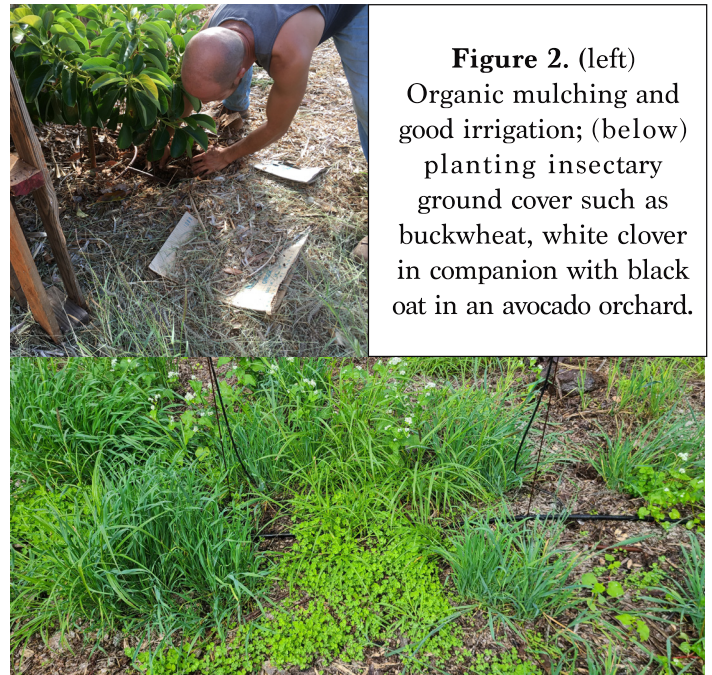 Figure 2. (left)
Organic mulching and
good irrigation; (below)
planting insectary
ground cover such as
buckwheat, white clover
in companion with black
oat in an avocado orchard.